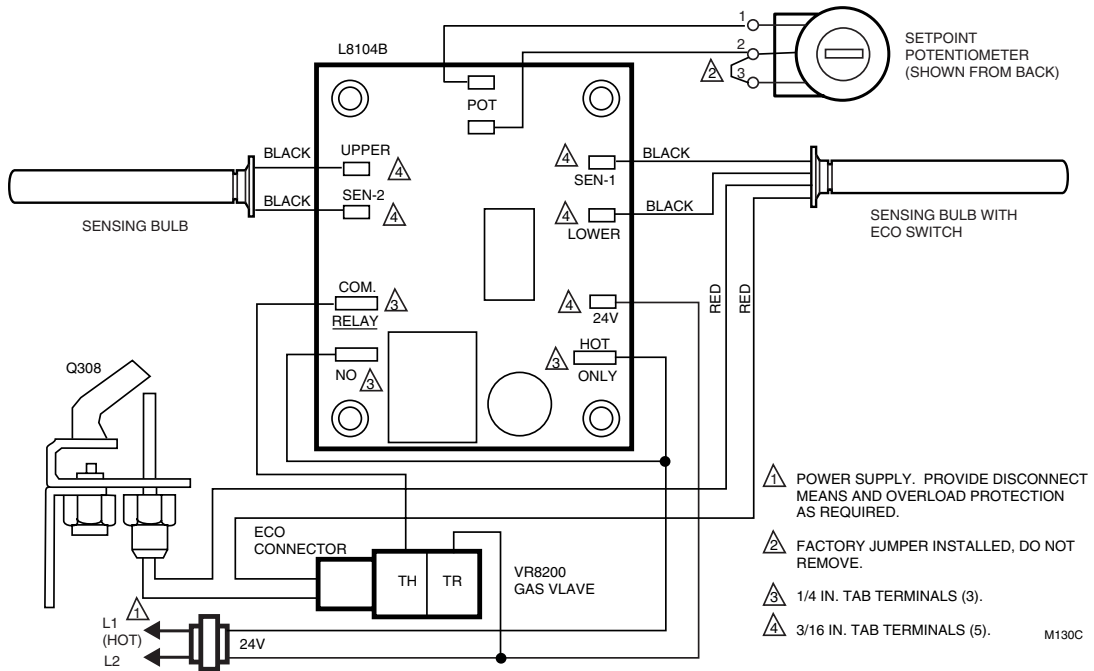 L8104B
POT
1
2
2
3
SETPOINT
POTENTIOMETER
(SHOWN FROM BACK)
BLACK
UPPER
4
SEN-2
BLACK
4
SENSING BULB
4
SEN-1
BLACK
4
LOWER
BLACK
SENSING BULB WITH
ECO SWITCH
COM.
3
RELAY
NO
3
4
24V
HOT
3
ONLY
RED
RED
Q308
ECO
CONNECTOR
TH
TR
VR8200
GAS VLAVE
1
L1
(HOT)
L2
24V
1 POWER SUPPLY. PROVIDE DISCONNECT
MEANS AND OVERLOAD PROTECTION
AS REQUIRED.
2 FACTORY JUMPER INSTALLED, DO NOT
REMOVE.
3 1/4 IN. TAB TERMINALS (3).
4 3/16 IN. TAB TERMINALS (5).
M130C